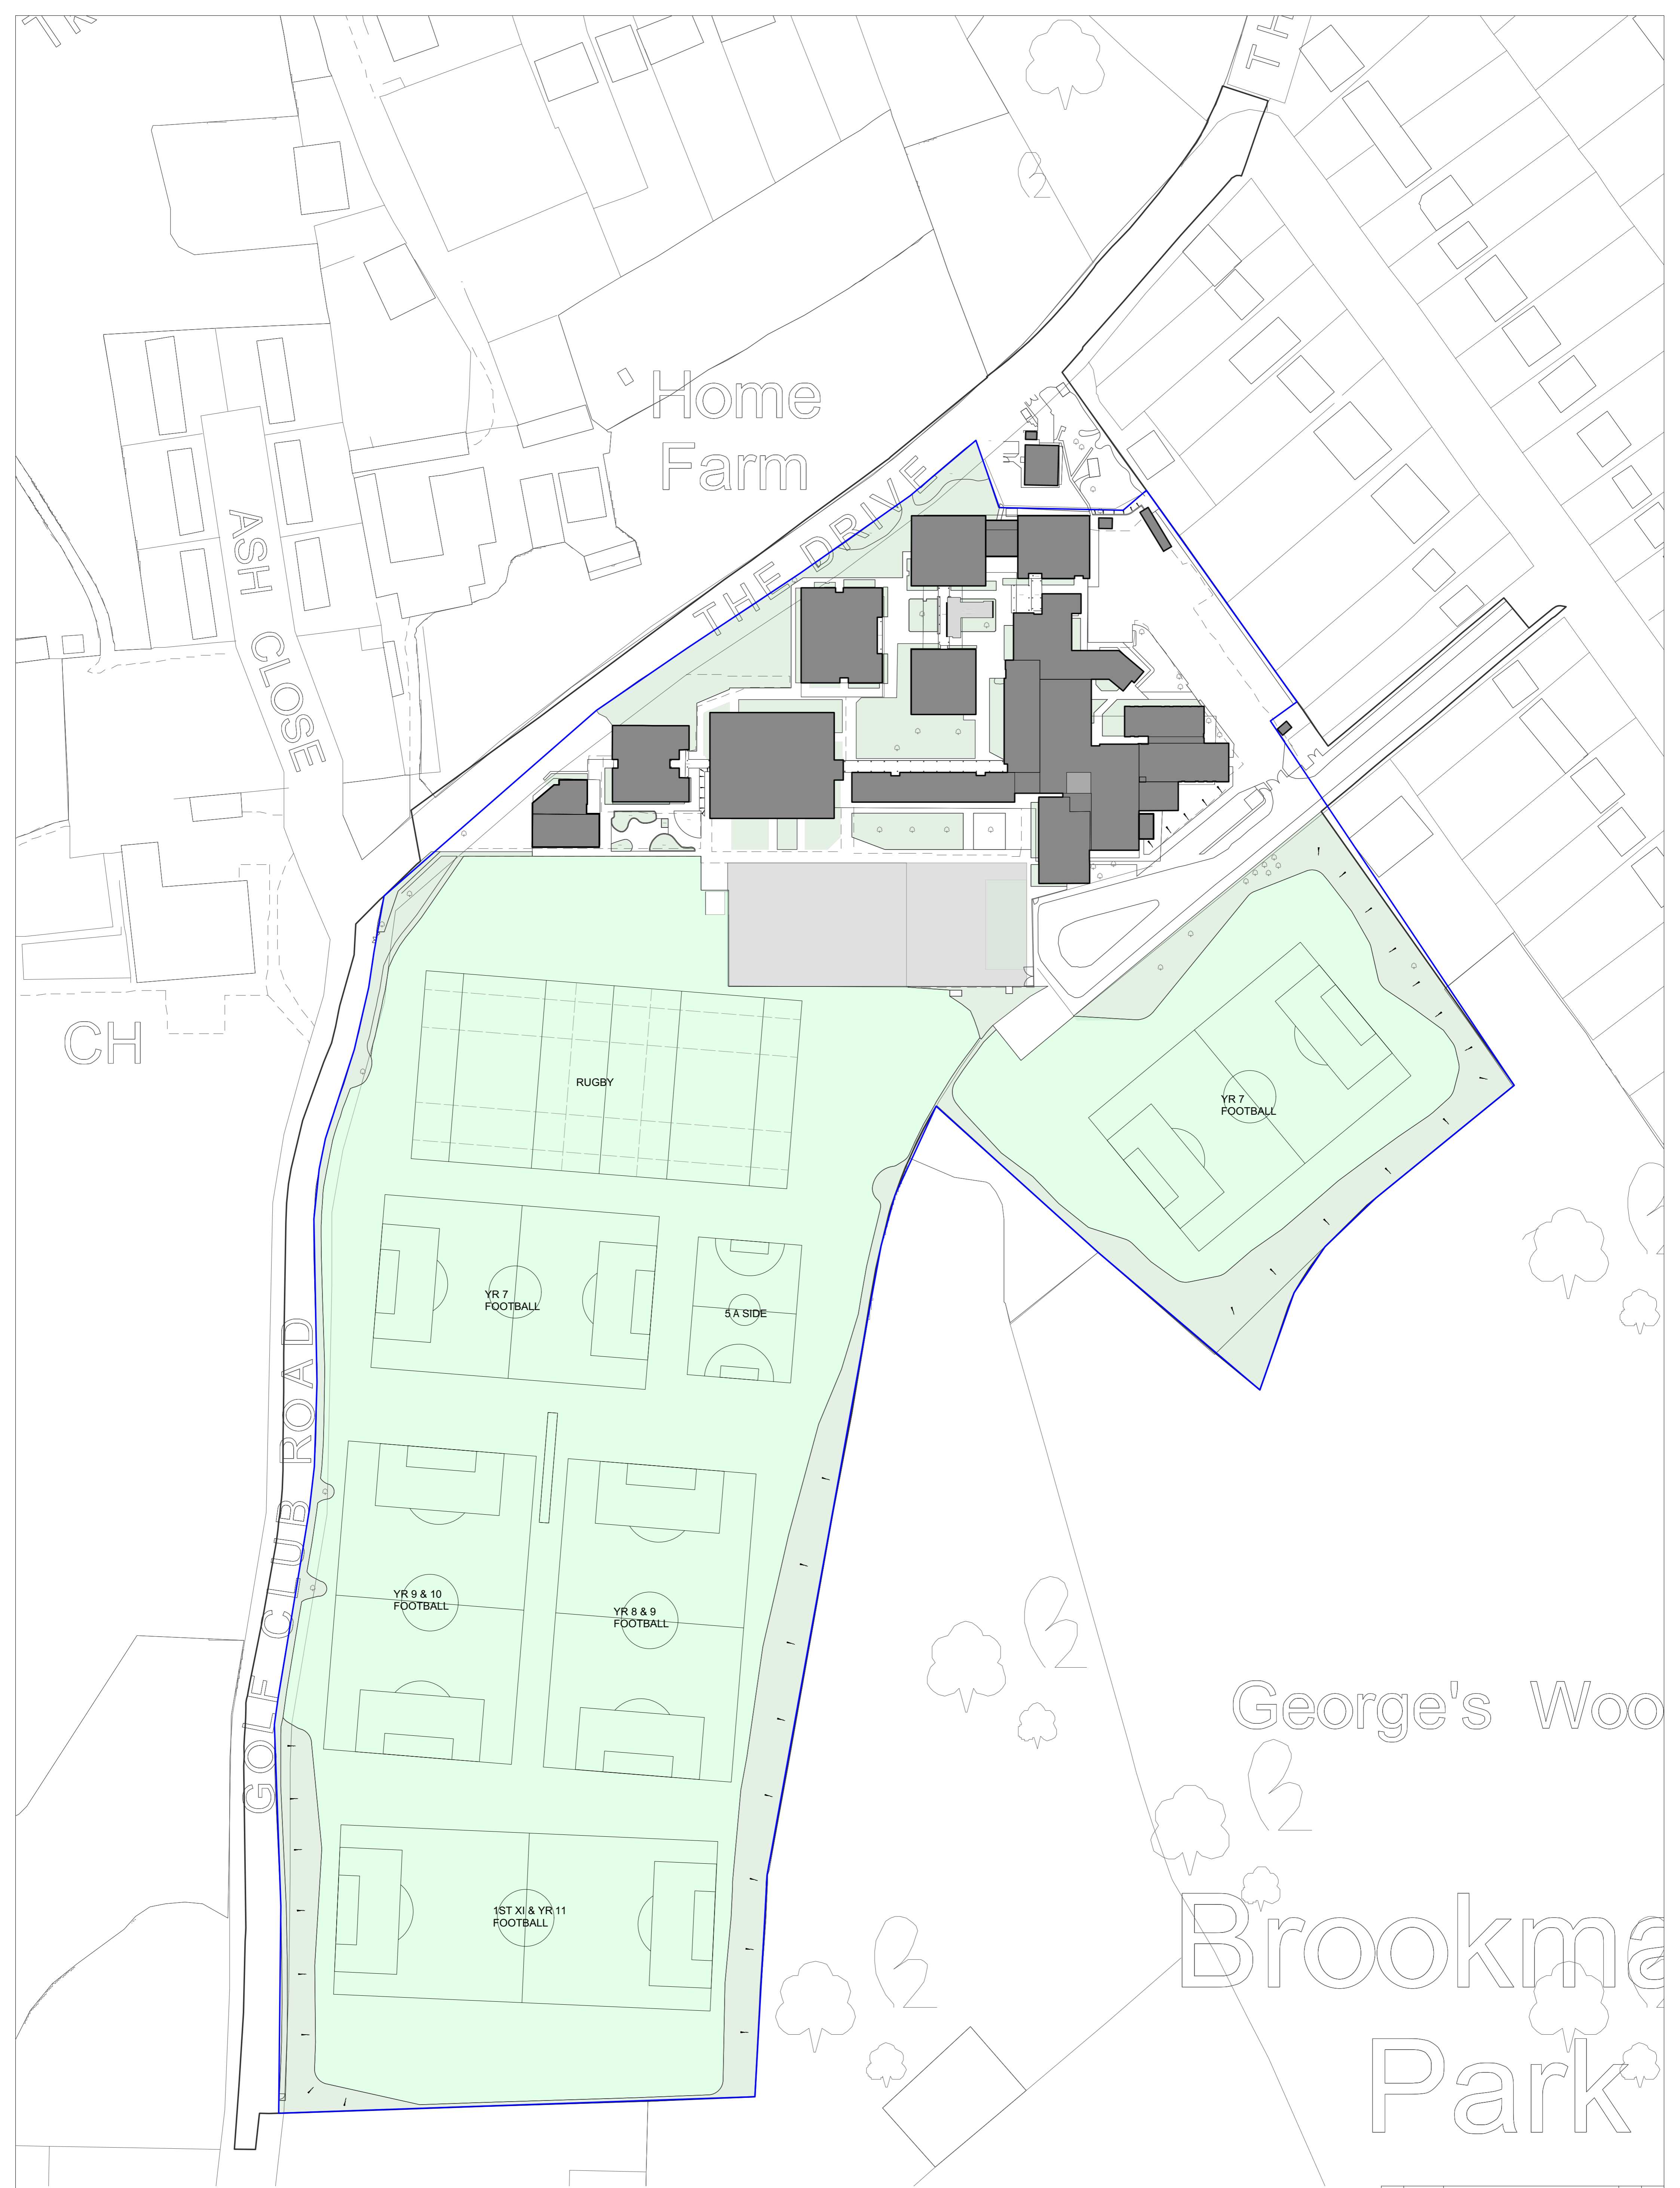 Home
Farm
THE DRIVE
ASH CLOSE
CH
RUGBY
YR 7
FOOTBALL
YR 7
FOOTBALL
5 A SIDE
GOLF CLUB ROAD
YR 9 & 10
FOOTBALL
YR 8 & 9
FOOTBALL
George's Woo
1ST XI & YR 11
FOOTBALL
Brookma
Park